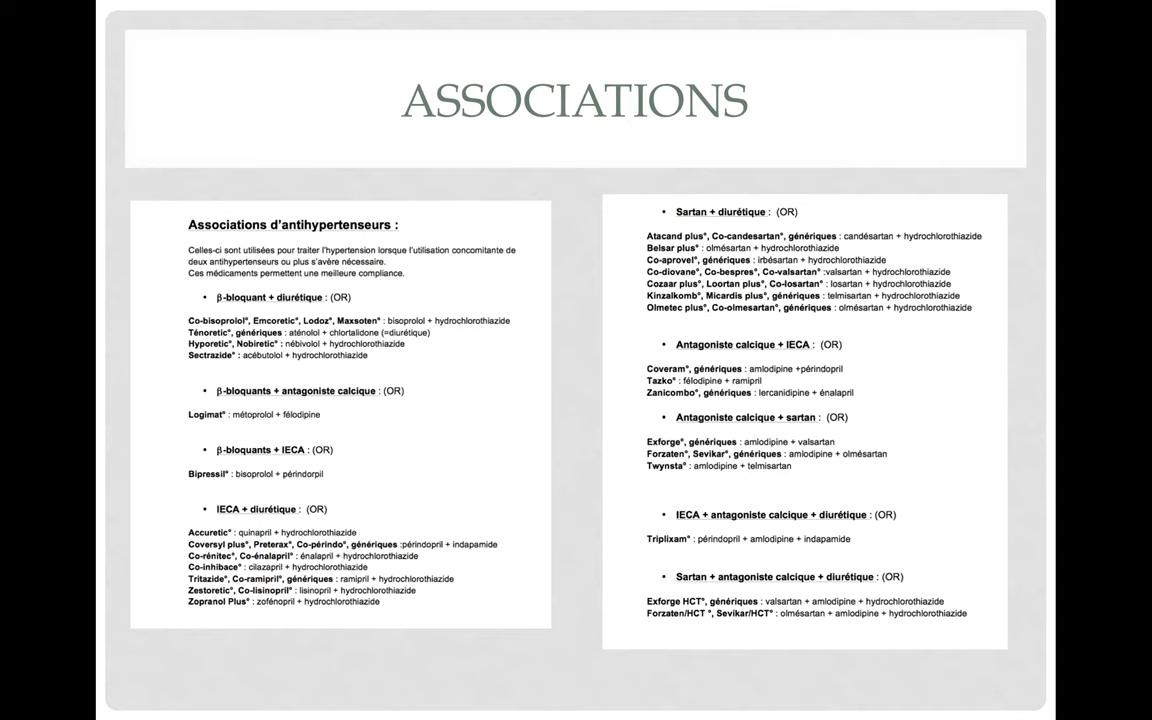 ASSOCIATIONS
Associations d'antihypertenseurs :
Celles-ci sont utilisées pour traiter l'hypertension lorsque l'utilisation concomitante de
deux antihypertenseurs ou plus s'avère nécessaire.
Ces médicaments permettent une meilleure compliance.
• β-bloquant + diurétique : (OR)
Co-bisoprolol°, Emcoretic°, Lodoz°, Maxsoten° : bisoprolol + hydrochlorothiazide
Ténoretic°, génériques : aténolol + chlortalidone (=diurétique)
Hyporetic°, Nobiretic° : nébivolol + hydrochlorothiazide
Sectrazide° : acébutolol + hydrochlorothiazide
• β-bloquants + antagoniste calcique : (OR)
Logimat° : métoprolol + félodipine
• β-bloquants + IECA : (OR)
Bipressil° : bisoprolol + périndorpil
• IECA + diurétique : (OR)
Accuretic° : quinapril + hydrochlorothiazide
Coversyl plus°, Preterax°, Co-périndo°, génériques :périndopril + indapamide
Co-rénitec°, Co-énalapril° : énalapril + hydrochlorothiazide
Co-inhibace° : cilazapril + hydrochlorothiazide
Tritazide°, Co-ramipril°, génériques : ramipril + hydrochlorothiazide
Zestoretic°, Co-lisinopril° : lisinopril + hydrochlorothiazide
Zopranol Plus° : zofénopril + hydrochlorothiazide
• Sartan + diurétique : (OR)
Atacand plus°, Co-candesartan°, génériques : candésartan + hydrochlorothiazide
Belsar plus° : olmésartan + hydrochlorothiazide
Co-aprovel°, génériques : irbésartan + hydrochlorothiazide
Co-diovane°, Co-bespres°, Co-valsartan° :valsartan + hydrochlorothiazide
Cozaar plus°, Loortan plus°, Co-losartan° : losartan + hydrochlorothiazide
Kinzalkomb°, Micardis plus°, génériques : telmisartan + hydrochlorothiazide
Olmetec plus°, Co-olmesartan°, génériques : olmésartan + hydrochlorothiazide
• Antagoniste calcique + IECA : (OR)
Coveram°, génériques : amlodipine +périndopril
Tazko° : félodipine + ramipril
Zanicombo°, génériques : lercanidipine + énalapril
• Antagoniste calcique + sartan : (OR)
Exforge°, génériques : amlodipine + valsartan
Forzaten°, Sevikar°, génériques : amlodipine + olmésartan
Twynsta° : amlodipine + telmisartan
• IECA + antagoniste calcique + diurétique : (OR)
Triplixam° : périndopril + amlodipine + indapamide
• Sartan + antagoniste calcique + diurétique : (OR)
Exforge HCT°, génériques : valsartan + amlodipine + hydrochlorothiazide
Forzaten/HCT °, Sevikar/HCT° : olmésartan + amlodipine + hydrochlorothiazide